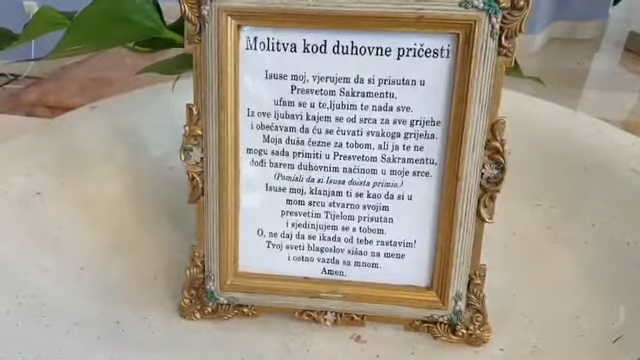 Molitva kod duhovne pričesti
Isuse moj, vjerujem da si prisutan u
Presvetom Sakramentu,
ufam se u te,ljubim te nada sve.
Iz ove ljubavi kajem se od srca za sve grijehe
i obećavam da ću se čuvati svakoga grijeha.
Moja duša čezne za tobom, ali ja te ne
mogu sada primiti u Presvetom Sakramentu,
dođi barem duhovnim načinom u moje srce.
(Pomisli da si Isusa doista primio.)
Isuse moj, klanjam ti se kao da si u
mom srcu stvarno svojim
presvetim Tijelom prisutan
i sjedinjujem se s tobom.
O, ne daj da se ikada od tebe rastavim!
Tvoj sveti blagoslov sišao na mene
i ostao vazda sa mnom.
Amen.